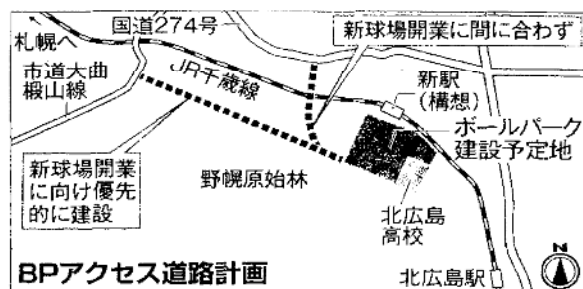 国道274号
札幌へ
新球場開業に間に合わず
市道大曲
椴山線
JR千歳線
新駅
(構想)
ボールパーク
建設予定地
新球場開業
に向け優先
的に建設
野幌原始林
北広島
高校
N
BPアクセス道路計画
北広島駅